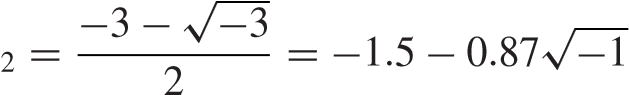 ₂ = (−3 − √−3)/2 = −1.5 − 0.87√−1